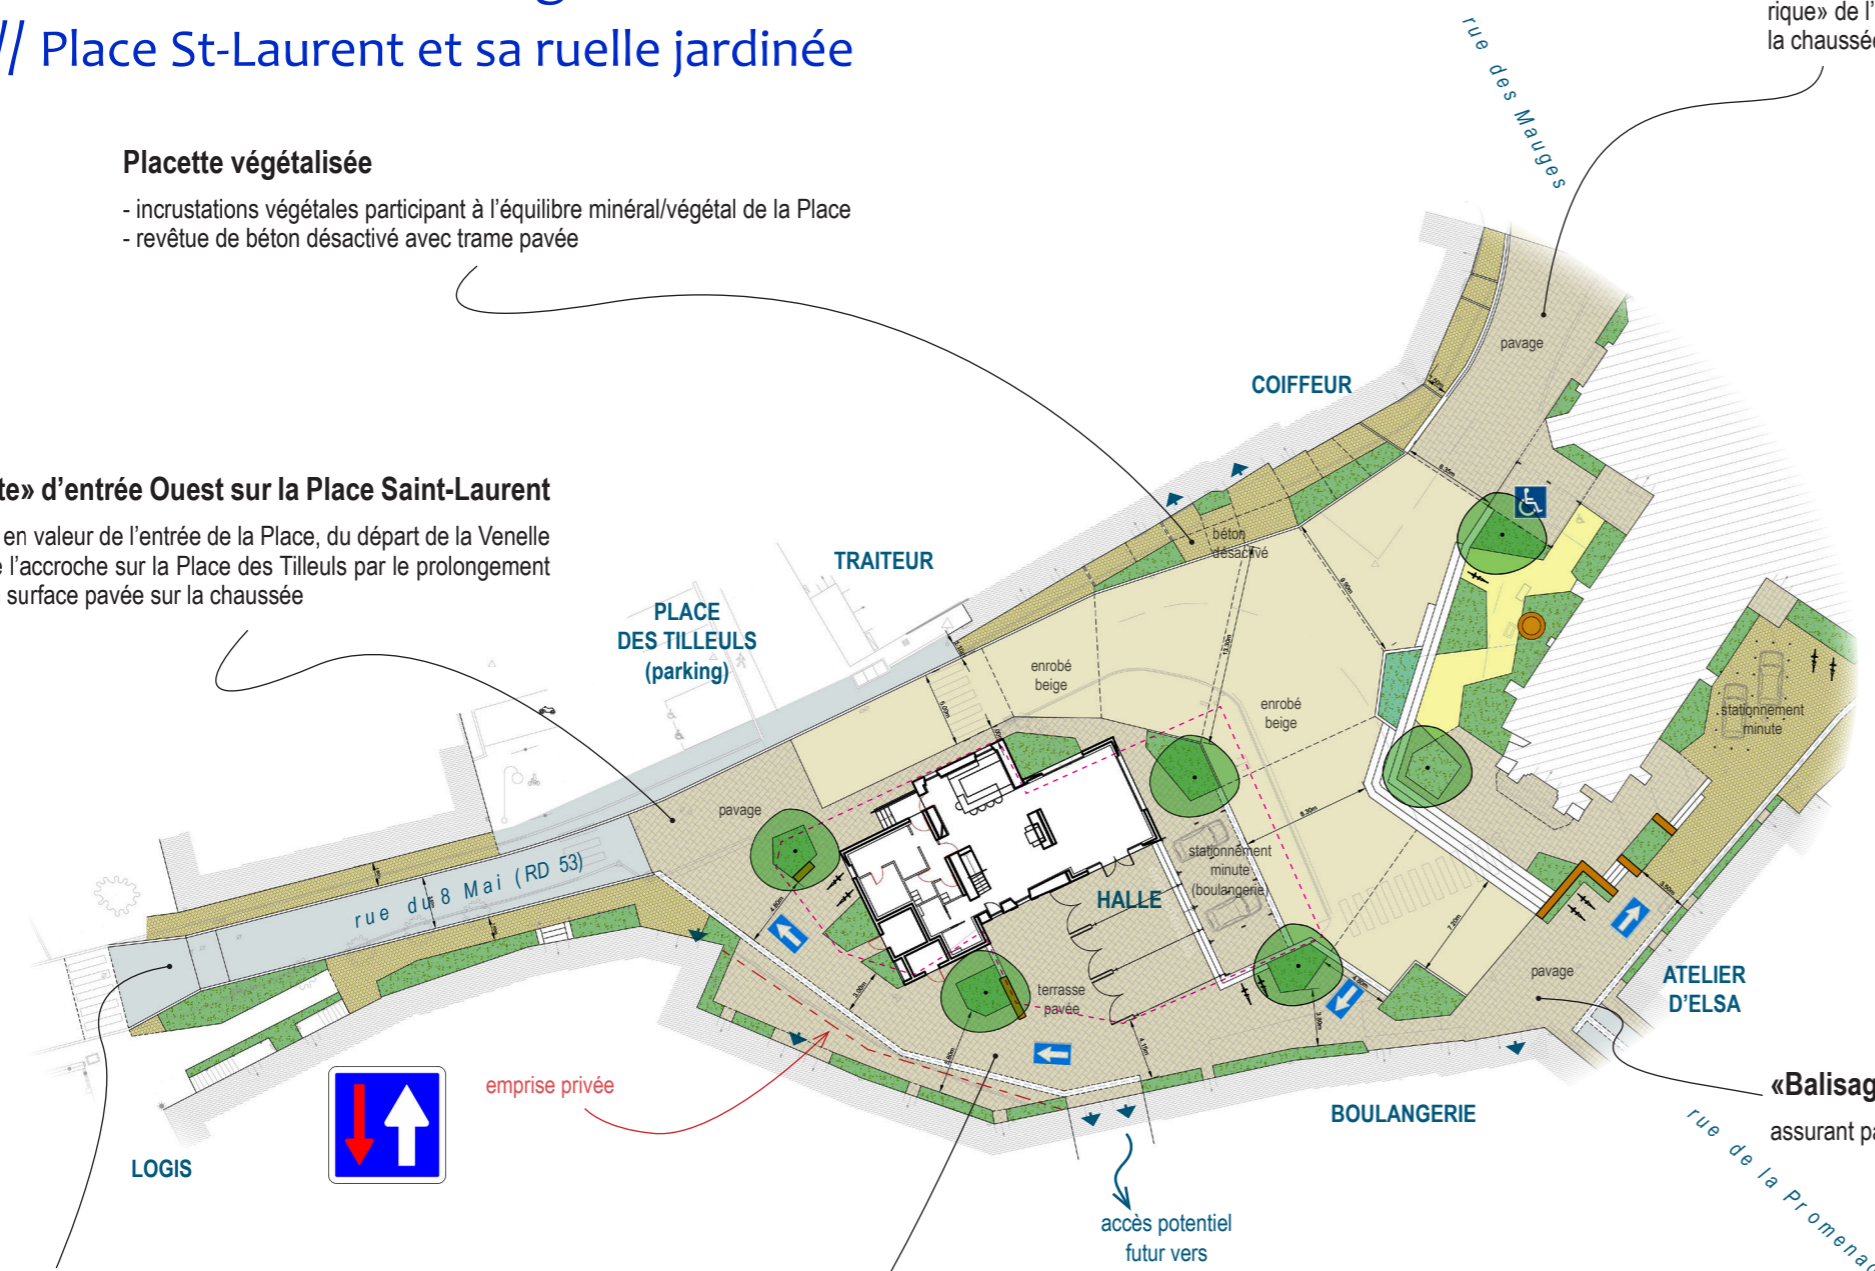 // Place St-Laurent et sa ruelle jardinée
rique» de l'
la chaussée
rue des Mauges
Placette végétalisée
- incrustations végétales participant à l'équilibre minéral/végétal de la Place
- revêtue de béton désactivé avec trame pavée
pavage
COIFFEUR
te» d'entrée Ouest sur la Place Saint-Laurent
en valeur de l'entrée de la Place, du départ de la Venelle
e l'accroche sur la Place des Tilleuls par le prolongement
surface pavée sur la chaussée
béton
désactivé
TRAITEUR
PLACE
DES TILLEULS
(parking)
enrobé
beige
enrobé
beige
stationnement
minute
pavage
stationnement
minute
(boulangerie)
HALLE
rue du 8 Mai (RD 53)
terrasse
pavée
pavage
ATELIER
D'ELSA
emprise privée
«Balisag
assurant pa
BOULANGERIE
rue de la Promenad
LOGIS
accès potentiel
futur vers